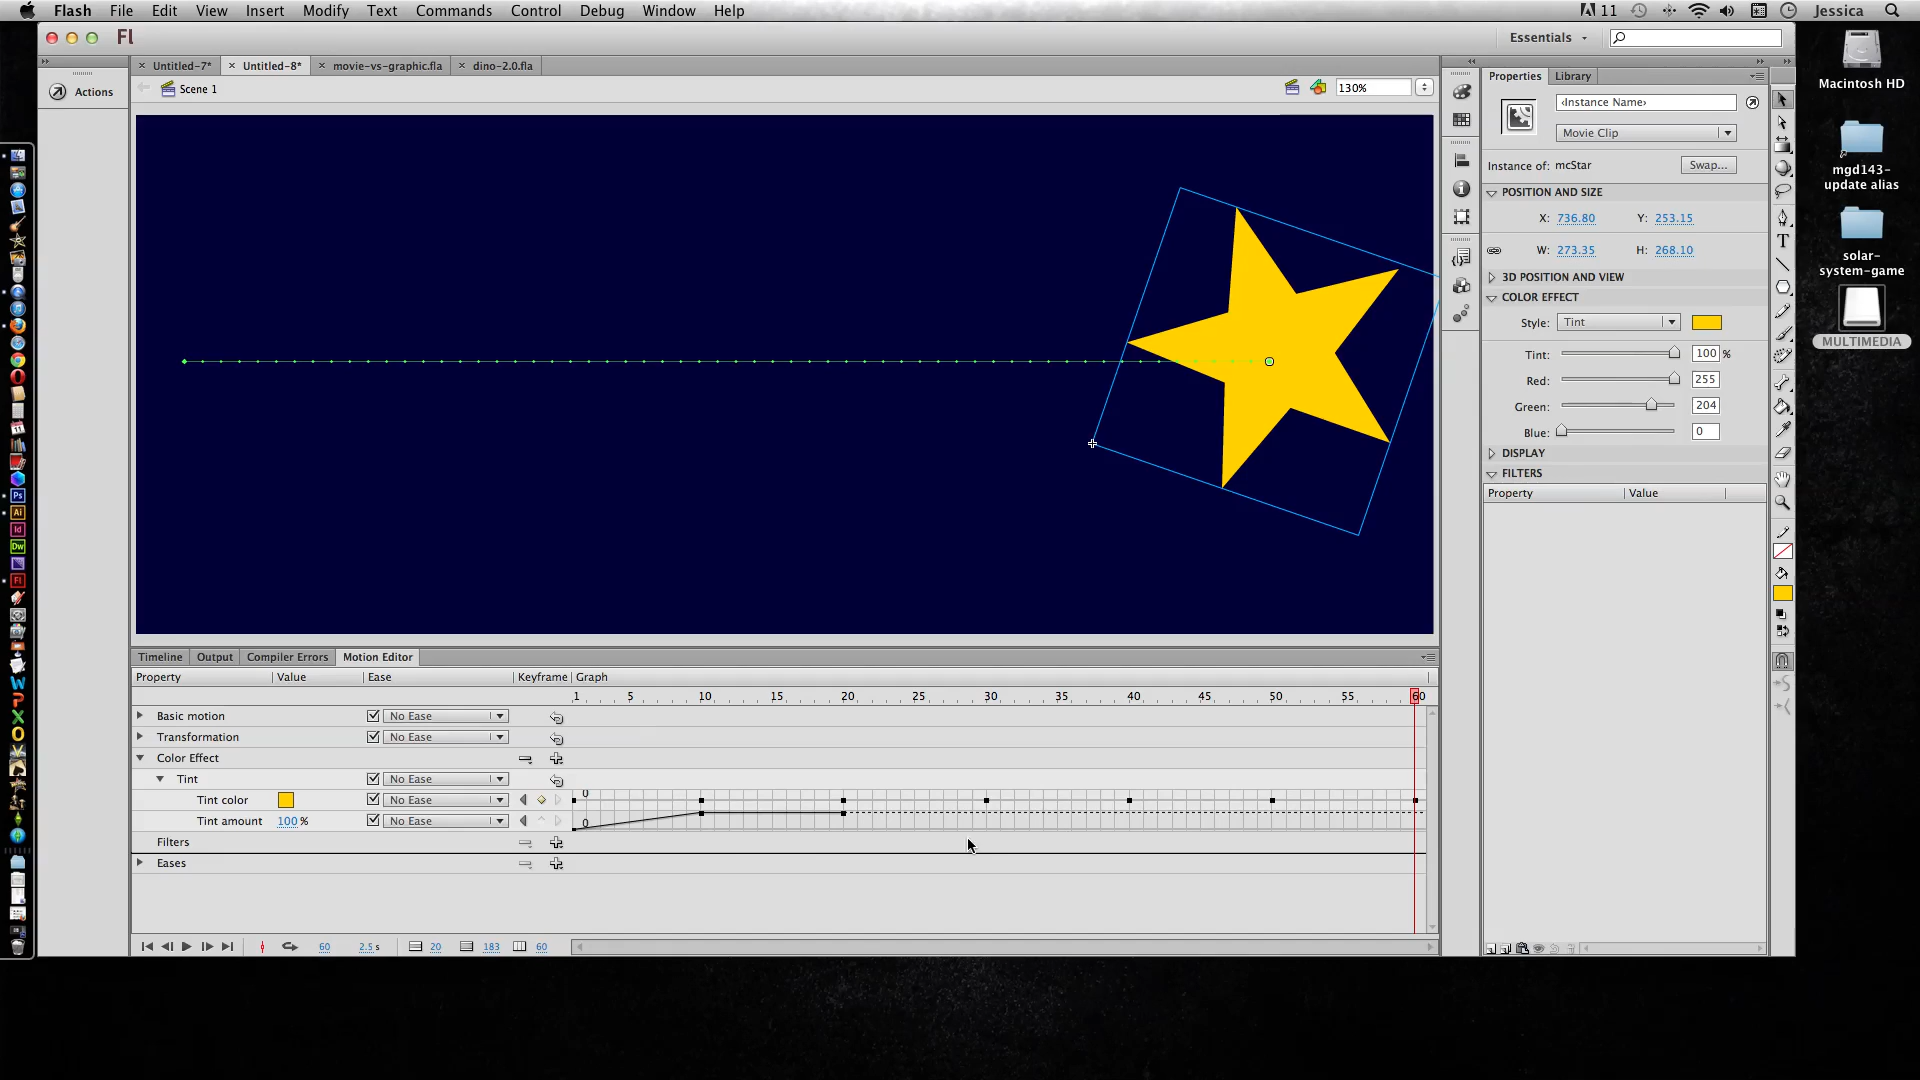 Flash File Edit View Insert Modify Text Commands Control Debug Window Help 11 Jessica
Fl Essentials
Actions
Untitled-7* Untitled-8* movie-vs-graphic.fla dino-2.0.fla
Scene 1 130%
Properties Library
<Instance Name>
Movie Clip
Instance of: mcStar Swap...
POSITION AND SIZE
X: 736.80 Y: 253.15
W: 273.35 H: 268.10
3D POSITION AND VIEW
COLOR EFFECT
Style: Tint
Tint: 100 %
Red: 255
Green: 204
Blue: 0
DISPLAY
FILTERS
Property Value
Macintosh HD
mgd143-
update alias
solar-
system-game
MULTIMEDIA
Timeline Output Compiler Errors Motion Editor
Property Value Ease Keyframe Graph
1 5 10 15 20 25 30 35 40 45 50 55 60
Basic motion No Ease
Transformation No Ease
Color Effect
Tint No Ease
Tint color No Ease 0
Tint amount 100 % No Ease 0
Filters
Eases
60 2.5 s 20 183 60
Ps
Ai
Id
Dw
Fl